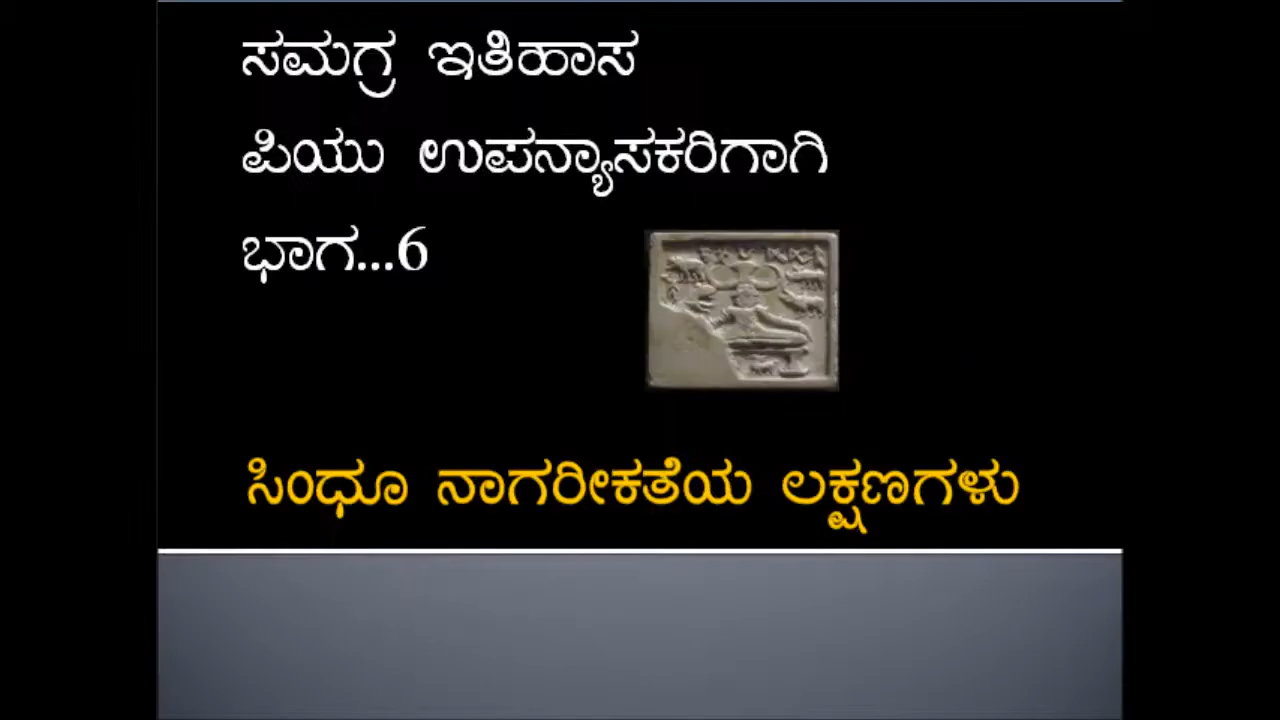 ಸಮಗ್ರ ಇತಿಹಾಸ
ಪಿಯು ಉಪನ್ಯಾಸಕರಿಗಾಗಿ
ಭಾಗ...6
ಸಿಂಧೂ ನಾಗರೀಕತೆಯ ಲಕ್ಷಣಗಳು